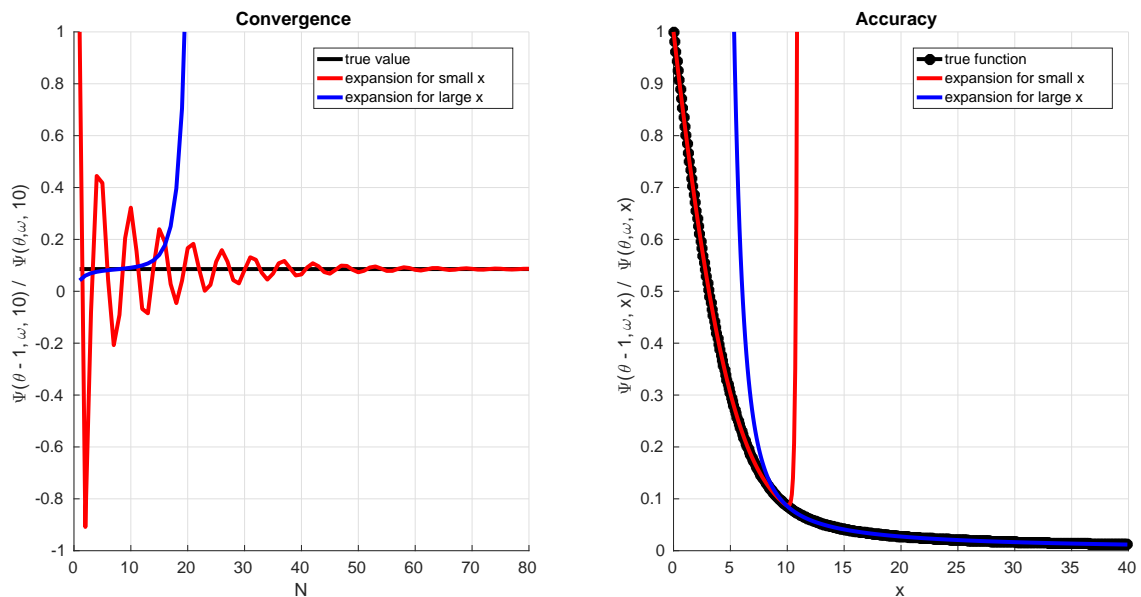 Convergence
true value
expansion for small x
expansion for large x
1
0.8
0.6
0.4
0.2
0
-0.2
-0.4
-0.6
-0.8
-1
Ψ(θ - 1, ω, 10) / Ψ(θ,ω, 10)
0 10 20 30 40 50 60 70 80
N
Accuracy
true function
expansion for small x
expansion for large x
1
0.9
0.8
0.7
0.6
0.5
0.4
0.3
0.2
0.1
0
Ψ(θ - 1, ω, x) / Ψ(θ,ω, x)
0 5 10 15 20 25 30 35 40
x